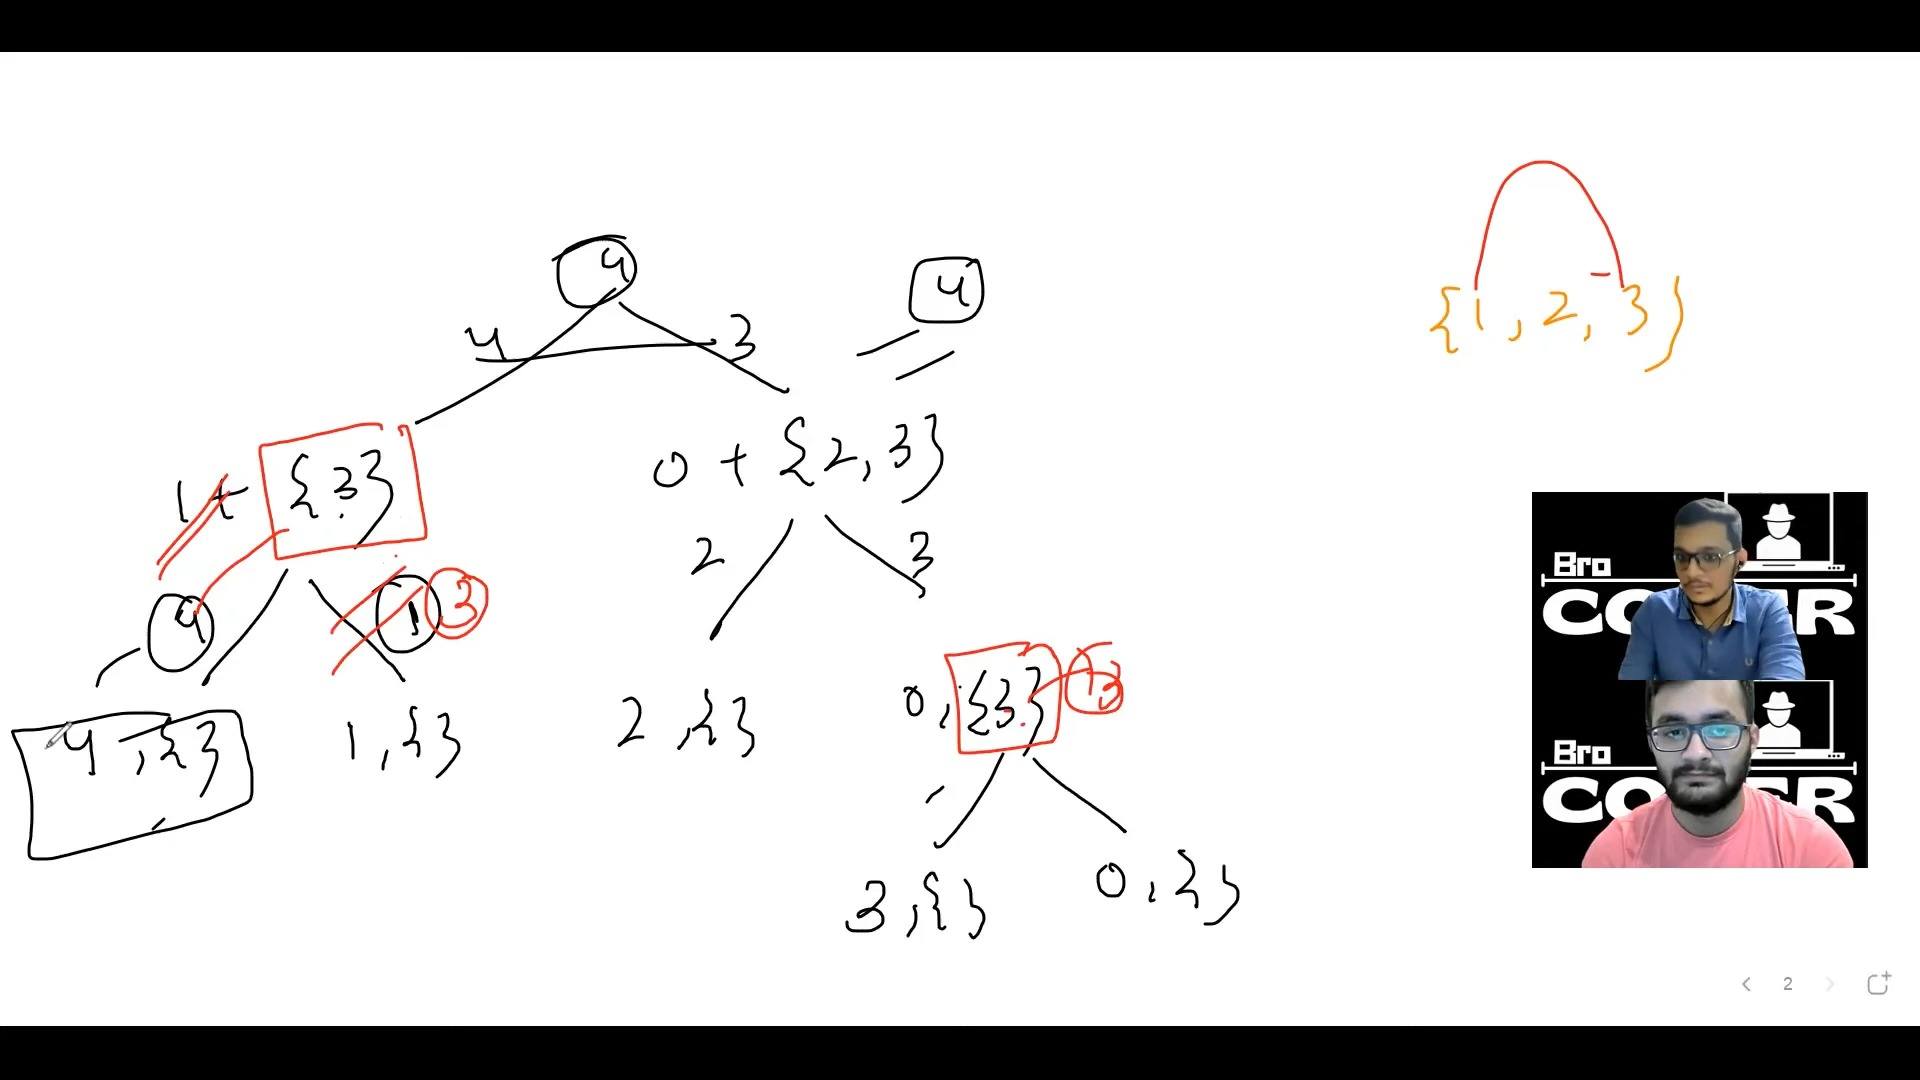 4
4
4 3
{1, 2, 3}
1+ {3}
0 + {2, 3}
2 3
4
1 3
4, {}
1, {}
2, {}
0, {3} 3
3, {}
0, {}
Bro
CODER
Bro
CODER
2